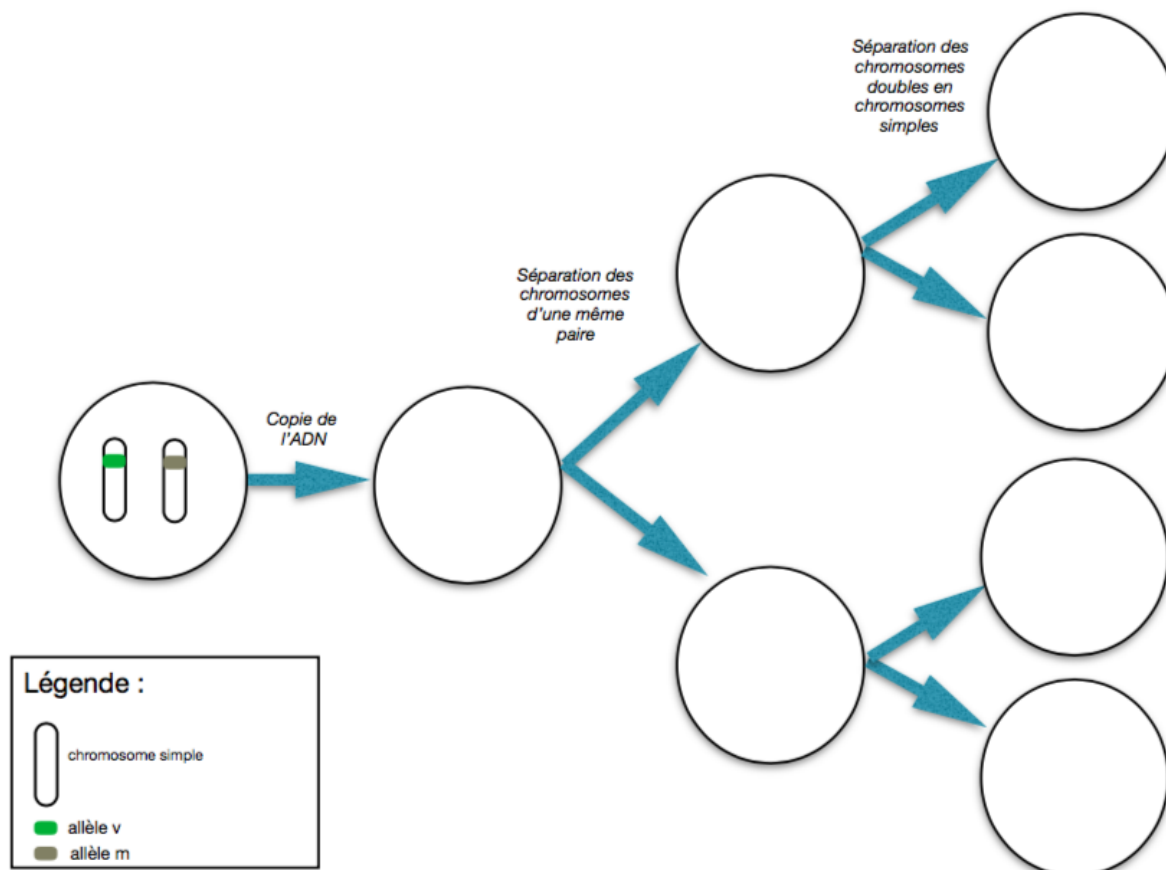 Séparation des
chromosomes
doubles en
chromosomes
simples
Séparation des
chromosomes
d'une même
paire
Copie de
l'ADN
Légende :
chromosome simple
allèle v
allèle m